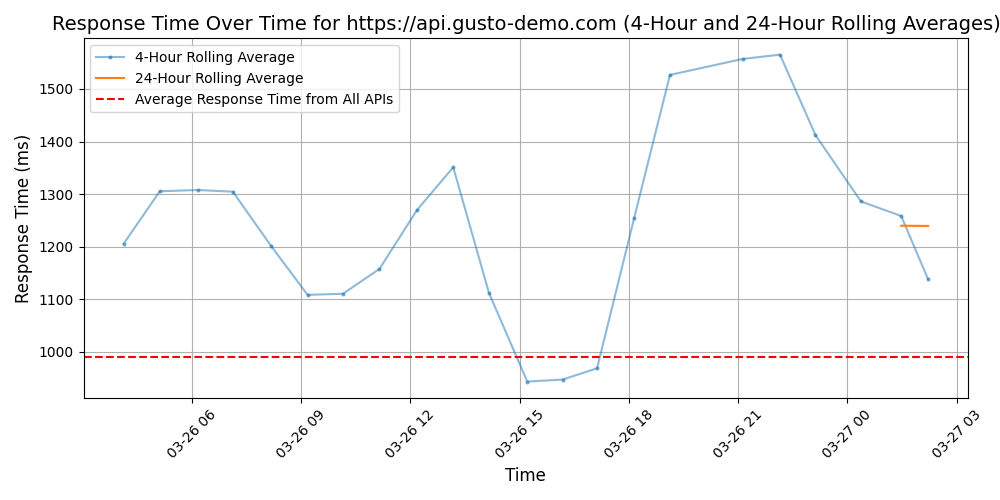 Response Time Over Time for https://api.gusto-demo.com (4-Hour and 24-Hour Rolling Averages)
4-Hour Rolling Average
24-Hour Rolling Average
Average Response Time from All APIs
Response Time (ms)
1500
1400
1300
1200
1100
1000
03-26 06
03-26 09
03-26 12
03-26 15
03-26 18
03-26 21
03-27 00
03-27 03
Time